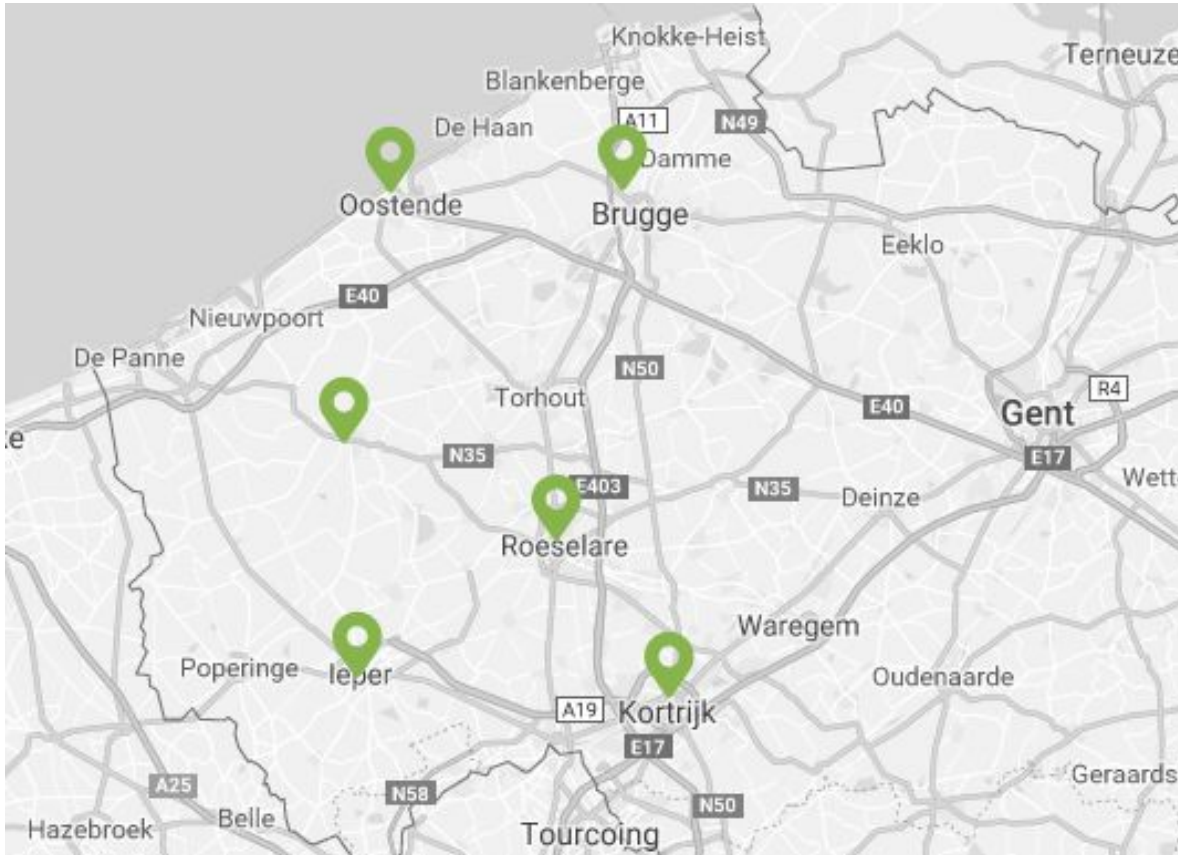 Knokke-Heist
Terneuze
Blankenberge
De Haan
A11
N49
Damme
Oostende
Brugge
Eeklo
E40
Nieuwpoort
De Panne
N50
Torhout
R4
E40
Gent
ke
N35
E17
Wette
E403
N35
Deinze
Roeselare
Waregem
Poperinge
Ieper
Oudenaarde
A19
Kortrijk
E17
Geraards
A25
N58
N50
Belle
Hazebroek
Tourcoing